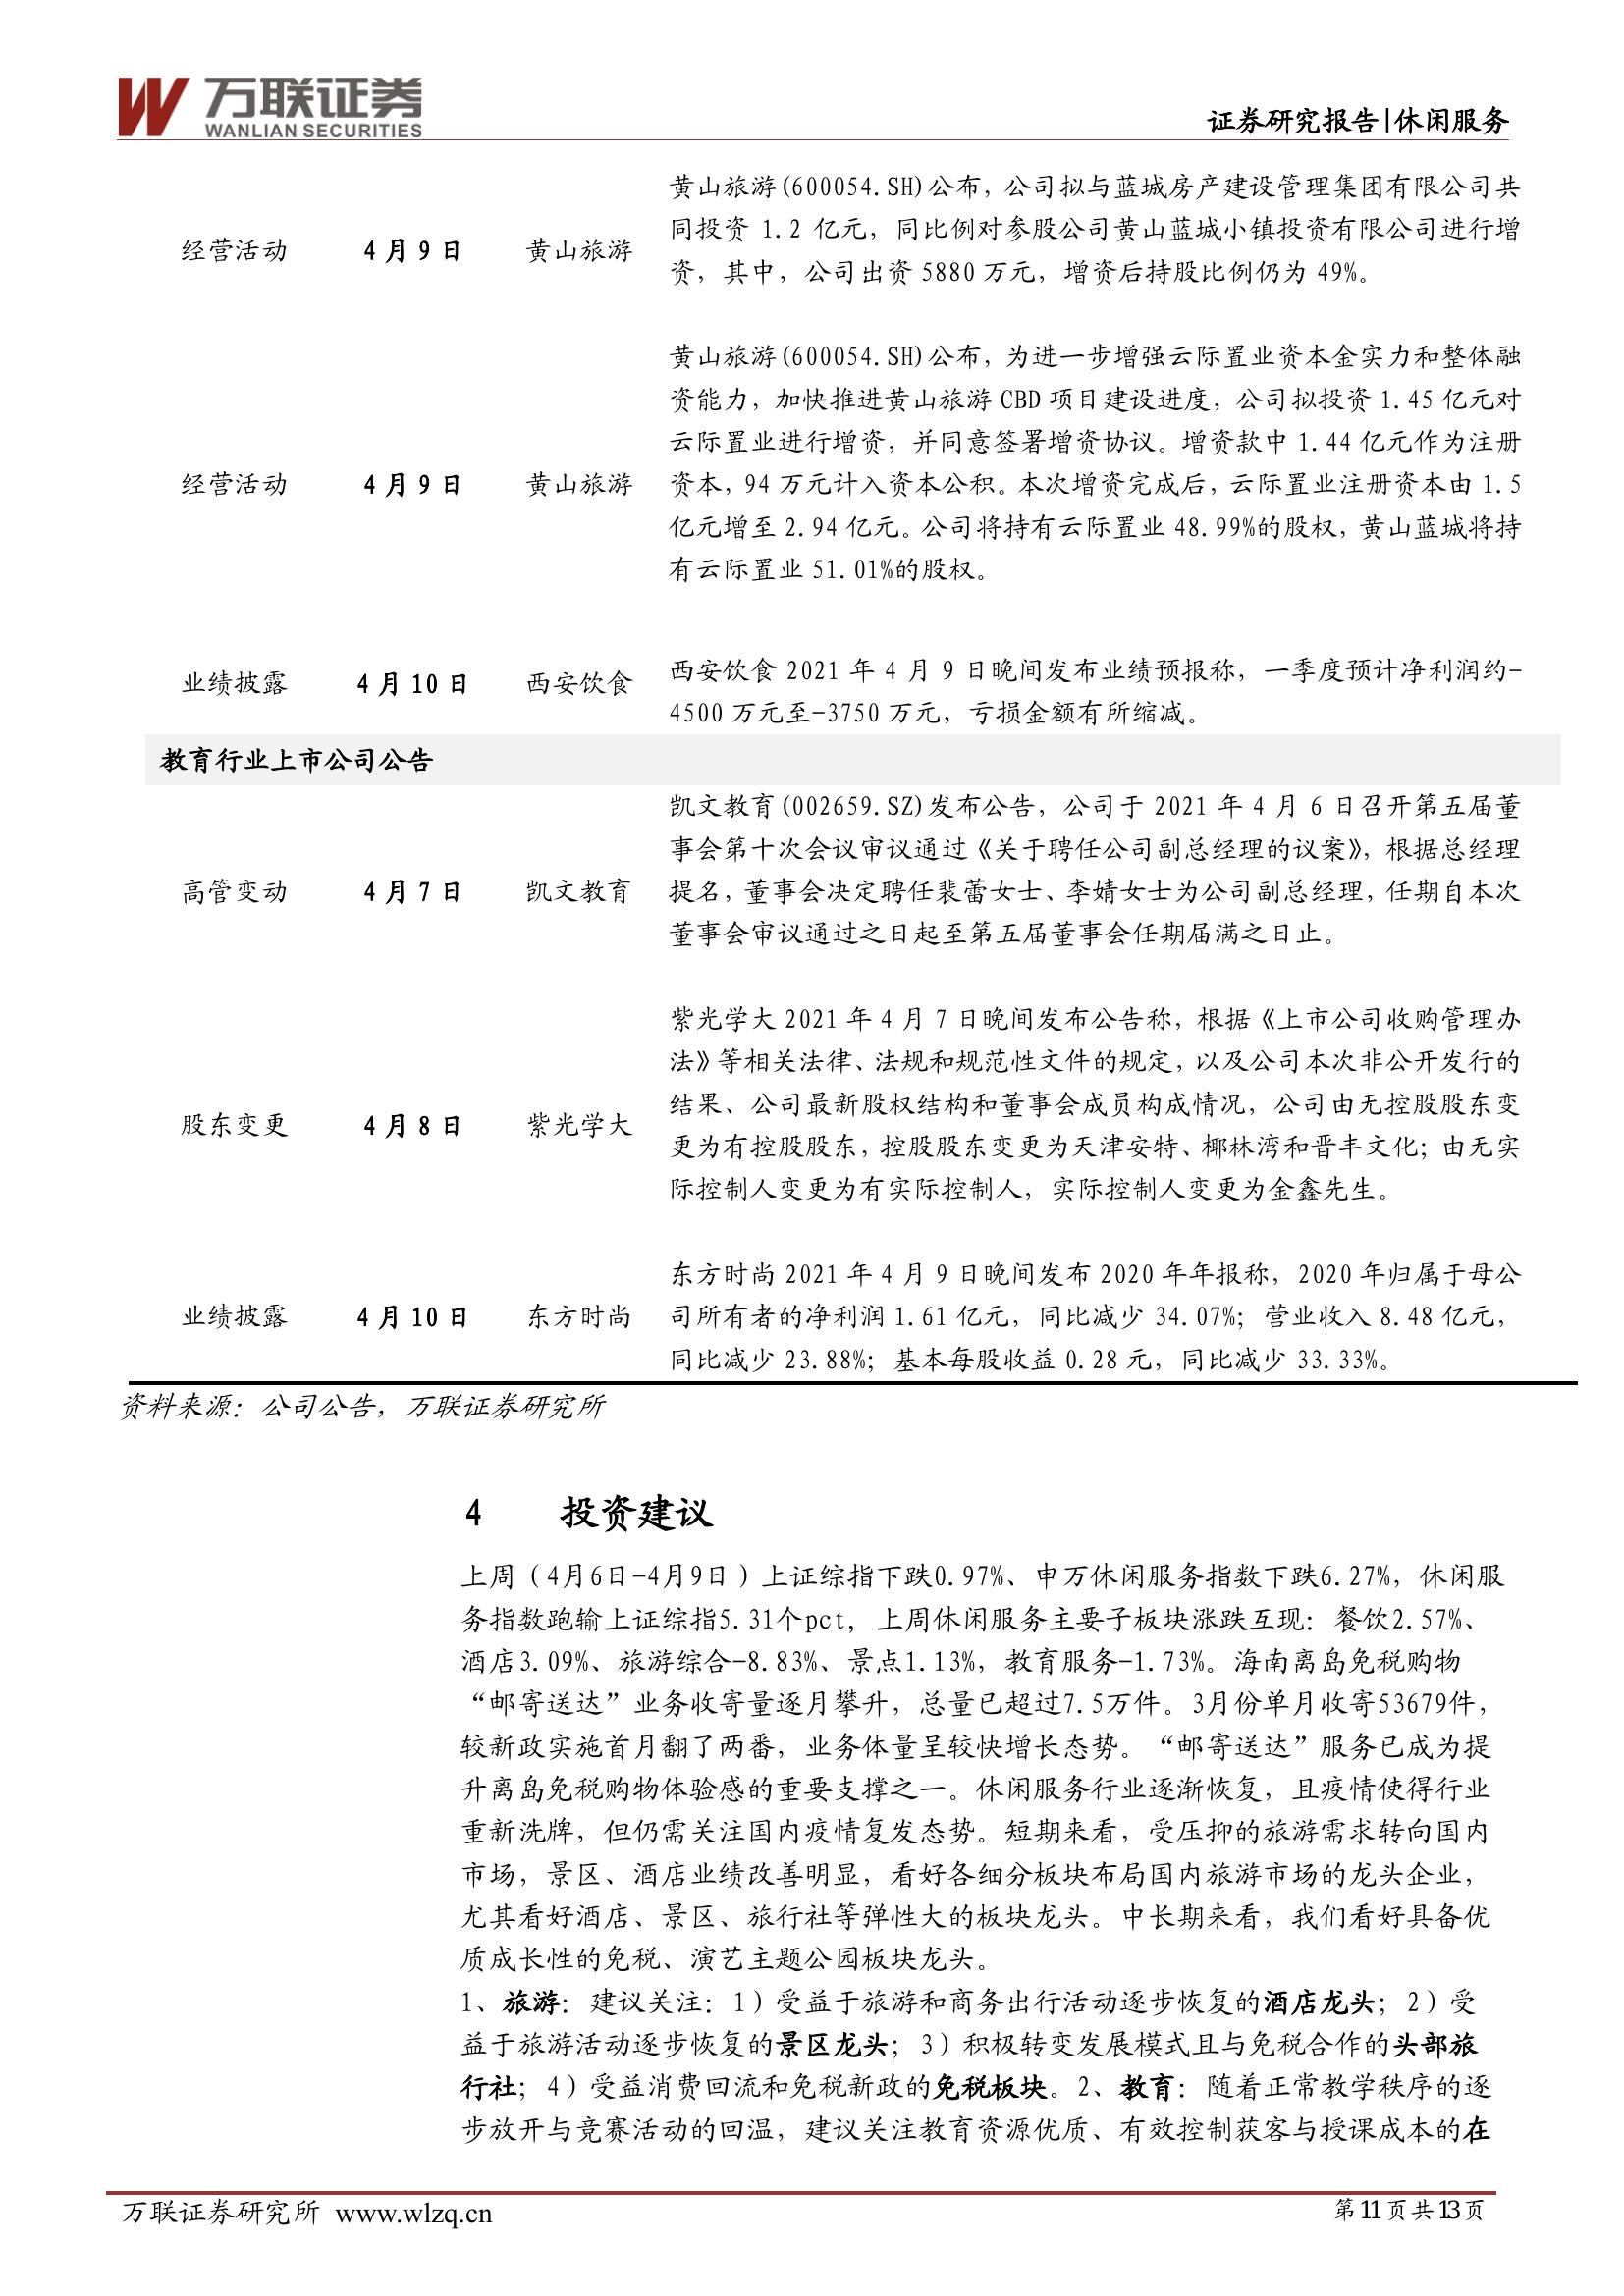 万联证券
WANLIAN SECURITIES
证券研究报告|休闲服务
经营活动 4月9日 黄山旅游
黄山旅游(600054.SH)公布，公司拟与蓝城房产建设管理集团有限公司共
同投资 1.2 亿元，同比例对参股公司黄山蓝城小镇投资有限公司进行增
资，其中，公司出资 5880 万元，增资后持股比例仍为 49%。
经营活动 4月9日 黄山旅游
黄山旅游(600054.SH)公布，为进一步增强云际置业资本金实力和整体融
资能力，加快推进黄山旅游 CBD 项目建设进度，公司拟投资 1.45 亿元对
云际置业进行增资，并同意签署增资协议。增资款中 1.44 亿元作为注册
资本，94 万元计入资本公积。本次增资完成后，云际置业注册资本由 1.5
亿元增至 2.94 亿元。公司将持有云际置业 48.99%的股权，黄山蓝城将持
有云际置业 51.01%的股权。
业绩披露 4月10日 西安饮食
西安饮食 2021 年 4 月 9 日晚间发布业绩预报称，一季度预计净利润约-
4500 万元至-3750 万元，亏损金额有所缩减。
教育行业上市公司公告
高管变动 4月7日 凯文教育
凯文教育(002659.SZ)发布公告，公司于 2021 年 4 月 6 日召开第五届董
事会第十次会议审议通过《关于聘任公司副总经理的议案》，根据总经理
提名，董事会决定聘任裴蕾女士、李婧女士为公司副总经理，任期自本次
董事会审议通过之日起至第五届董事会任期届满之日止。
股东变更 4月8日 紫光学大
紫光学大 2021 年 4 月 7 日晚间发布公告称，根据《上市公司收购管理办
法》等相关法律、法规和规范性文件的规定，以及公司本次非公开发行的
结果、公司最新股权结构和董事会成员构成情况，公司由无控股股东变
更为有控股股东，控股股东变更为天津安特、椰林湾和晋丰文化；由无实
际控制人变更为有实际控制人，实际控制人变更为金鑫先生。
业绩披露 4月10日 东方时尚
东方时尚 2021 年 4 月 9 日晚间发布 2020 年年报称，2020 年归属于母公
司所有者的净利润 1.61 亿元，同比减少 34.07%；营业收入 8.48 亿元，
同比减少 23.88%；基本每股收益 0.28 元，同比减少 33.33%。
资料来源：公司公告，万联证券研究所
4 投资建议
上周（4月6日-4月9日）上证综指下跌0.97%、申万休闲服务指数下跌6.27%，休闲服
务指数跑输上证综指5.31个pct，上周休闲服务主要子板块涨跌互现：餐饮2.57%、
酒店3.09%、旅游综合-8.83%、景点1.13%，教育服务-1.73%。海南离岛免税购物
“邮寄送达”业务收寄量逐月攀升，总量已超过7.5万件。3月份单月收寄53679件，
较新政实施首月翻了两番，业务体量呈较快增长态势。“邮寄送达”服务已成为提
升离岛免税购物体验感的重要支撑之一。休闲服务行业逐渐恢复，且疫情使得行业
重新洗牌，但仍需关注国内疫情复发态势。短期来看，受压抑的旅游需求转向国内
市场，景区、酒店业绩改善明显，看好各细分板块布局国内旅游市场的龙头企业，
尤其看好酒店、景区、旅行社等弹性大的板块龙头。中长期来看，我们看好具备优
质成长性的免税、演艺主题公园板块龙头。
1、旅游：建议关注：1）受益于旅游和商务出行活动逐步恢复的酒店龙头；2）受
益于旅游活动逐步恢复的景区龙头；3）积极转变发展模式且与免税合作的头部旅
行社；4）受益消费回流和免税新政的免税板块。2、教育：随着正常教学秩序的逐
步放开与竞赛活动的回温，建议关注教育资源优质、有效控制获客与授课成本的在
万联证券研究所 www.wlzq.cn
第11页共13页